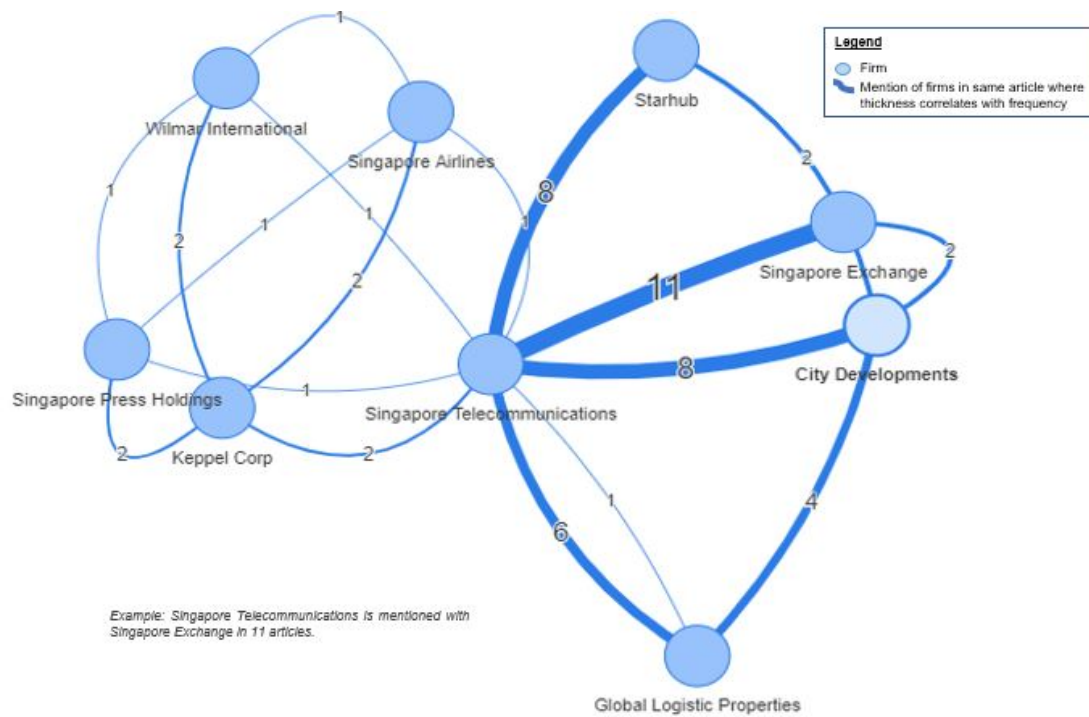 1
Starhub
Legend
Firm
Mention of firms in same article where
thickness correlates with frequency
Wilmar International
Singapore Airlines
2
8
1
1
1
1
2
2
11
Singapore Exchange
2
8
City Developments
Singapore Press Holdings
1
Singapore Telecommunications
2
Keppel Corp
2
6
1
4
Example: Singapore Telecommunications is mentioned with
Singapore Exchange in 11 articles.
Global Logistic Properties